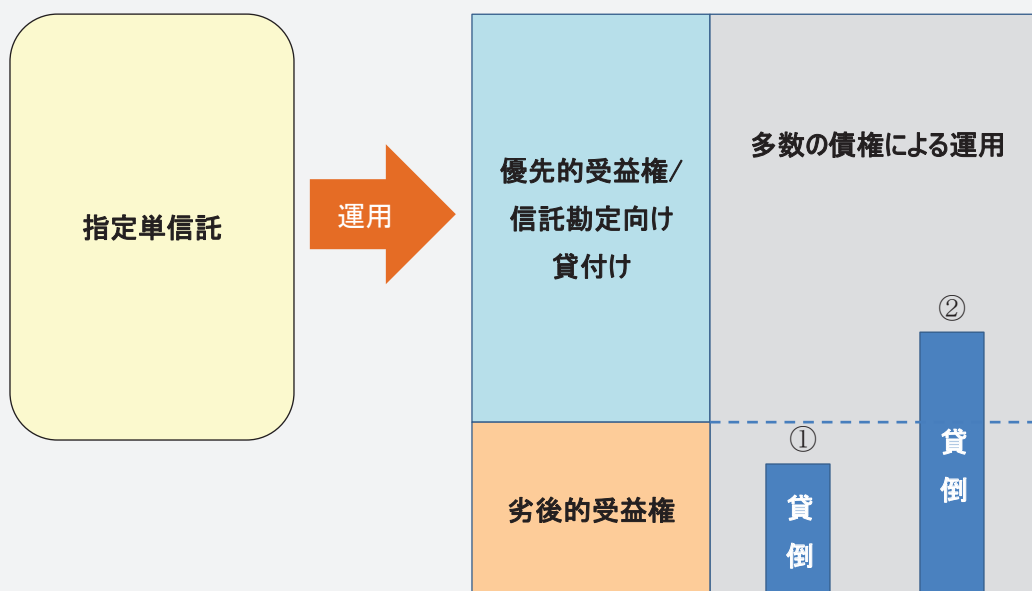 指定単信託
運用
優先的受益権/
信託勘定向け
貸付け
劣後的受益権
多数の債権による運用
①
貸
倒
②
貸
倒